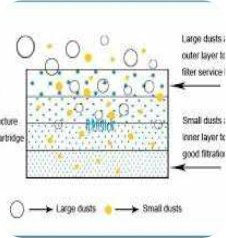 Large dusts a
outer layer to
filter service l
cture
artridge
Small dusts a
inner layer to
good filtration
Large dusts
Small dusts